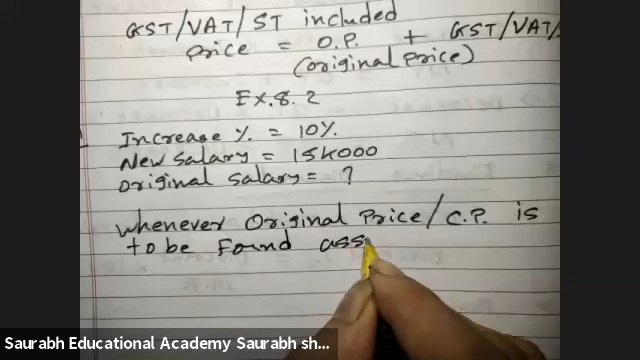 GST/VAT/ST included
price = O.P. + GST/VAT/
(original price)
Ex. 8.2
Increase % = 10%.
New salary = 154000
original salary = ?
whenever Original Price/C.P. is
to be found ass
Saurabh Educational Academy Saurabh sh...